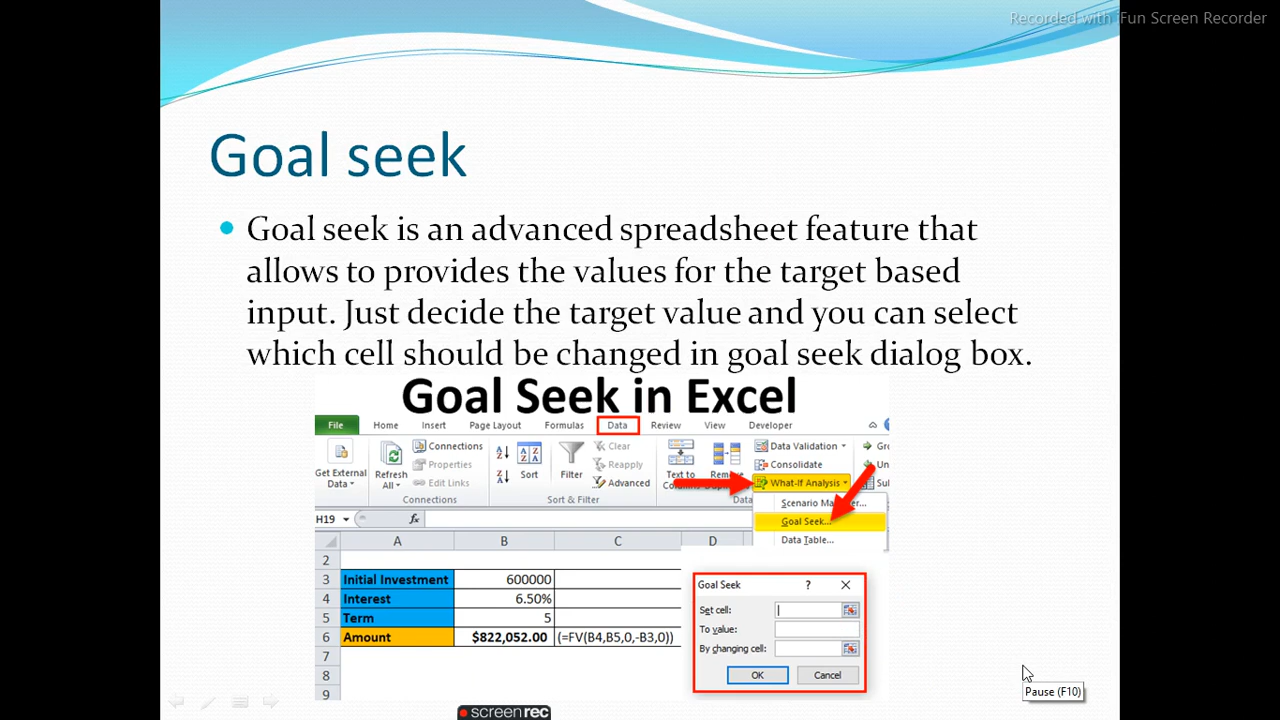 Recorded with iFun Screen Recorder
Goal seek
Goal seek is an advanced spreadsheet feature that
allows to provides the values for the target based
input. Just decide the target value and you can select
which cell should be changed in goal seek dialog box.
Goal Seek in Excel
File Home Insert Page Layout Formulas Data Review View Developer
Get External Data
Refresh All
Connections
Properties
Edit Links
Connections
Sort
Filter
Clear
Reapply
Advanced
Sort & Filter
Text to
Data Validation
Consolidate
What-If Analysis
Goal Seek...
Data Table...
H19 fx
A B C D
2
3 Initial Investment 600000
4 Interest 6.50%
5 Term 5
6 Amount $822,052.00 (=FV(B4,B5,0,-B3,0))
7
8
9
Goal Seek ? X
Set cell:
To value:
By changing cell:
OK Cancel
Pause (F10)
screenrec